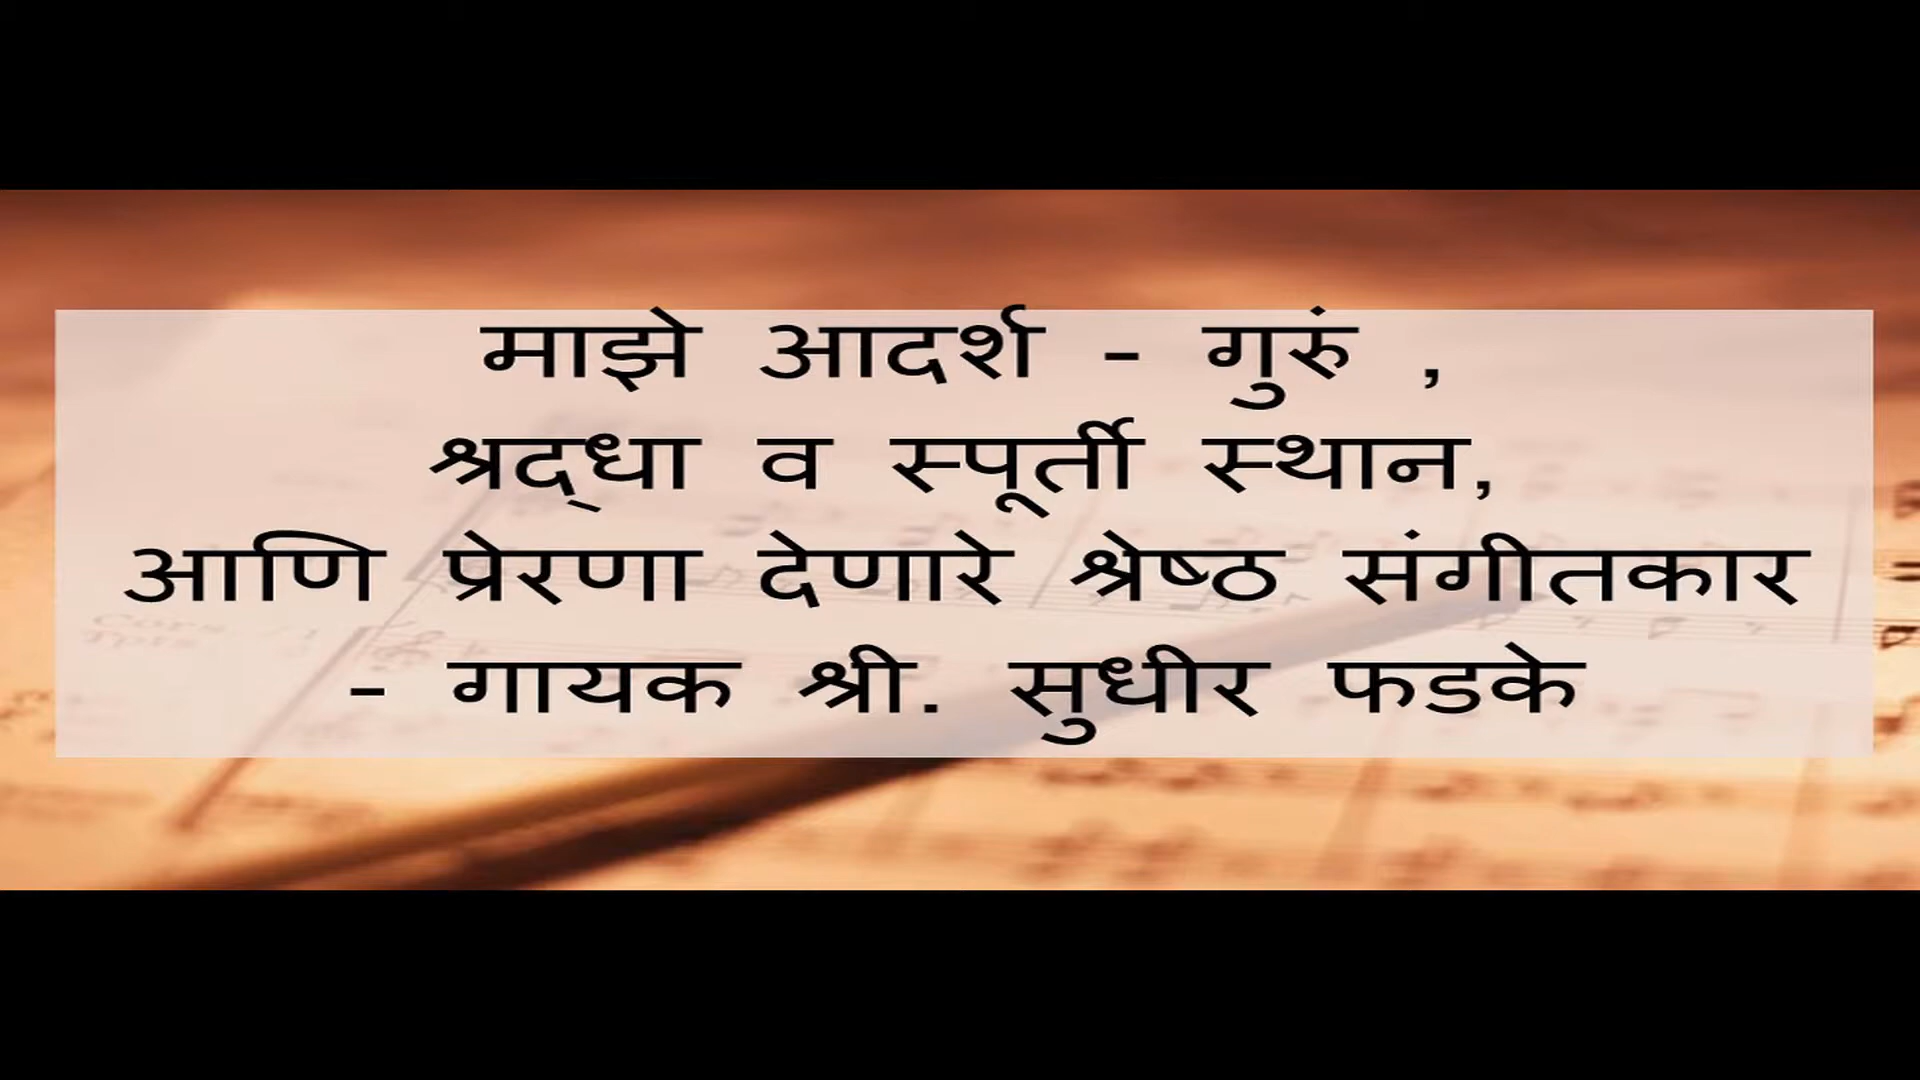 माझे आदर्श - गुरुं ,
श्रद्‌धा व स्पूर्ती स्थान,
आणि प्रेरणा देणारे श्रेष्ठ संगीतकार
- गायक श्री. सुधीर फडके